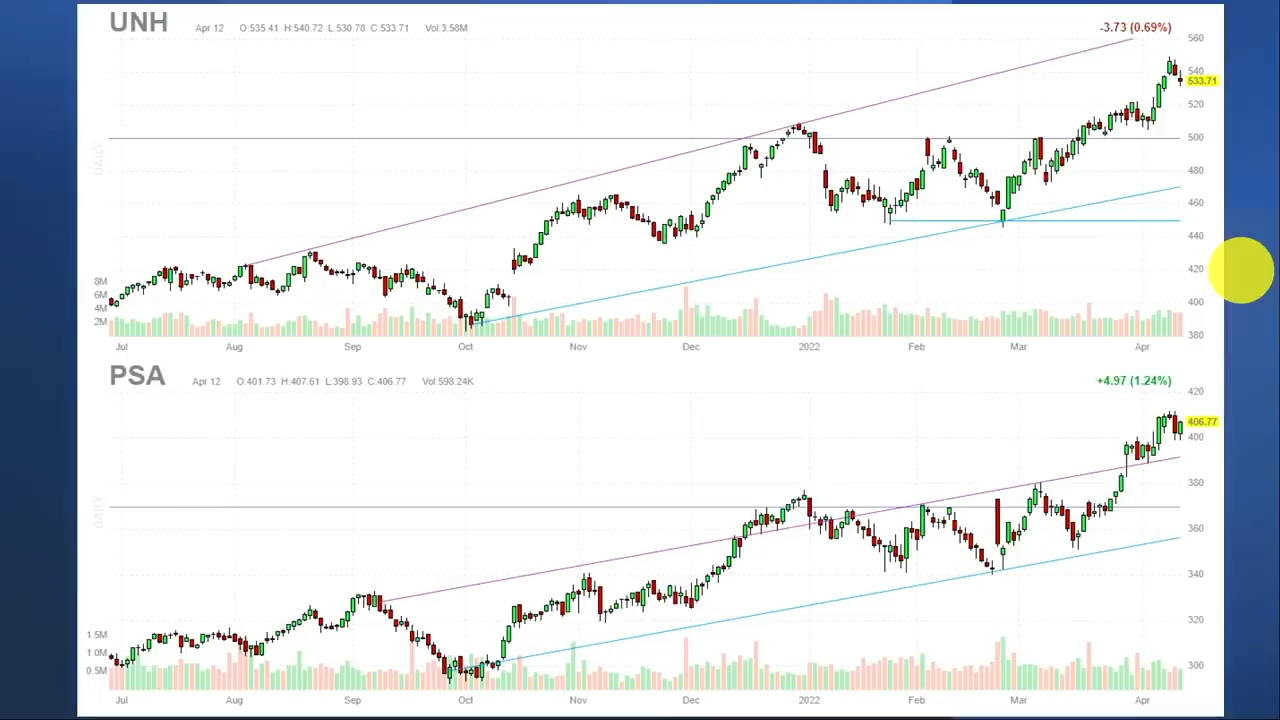 UNH Apr 12 O:535.41 H:540.72 L:530.78 C:533.71 Vol:3.58M -3.73 (0.69%)
560
540
533.71
520
500
DAILY
480
460
440
420
8M
6M
400
4M
2M
380
Jul Aug Sep Oct Nov Dec 2022 Feb Mar Apr
PSA Apr 12 O:401.73 H:407.61 L:398.93 C:406.77 Vol:598.24K +4.97 (1.24%)
420
406.77
400
380
DAILY
360
340
1.5M
320
1.0M
0.5M
300
Jul Aug Sep Oct Nov Dec 2022 Feb Mar Apr